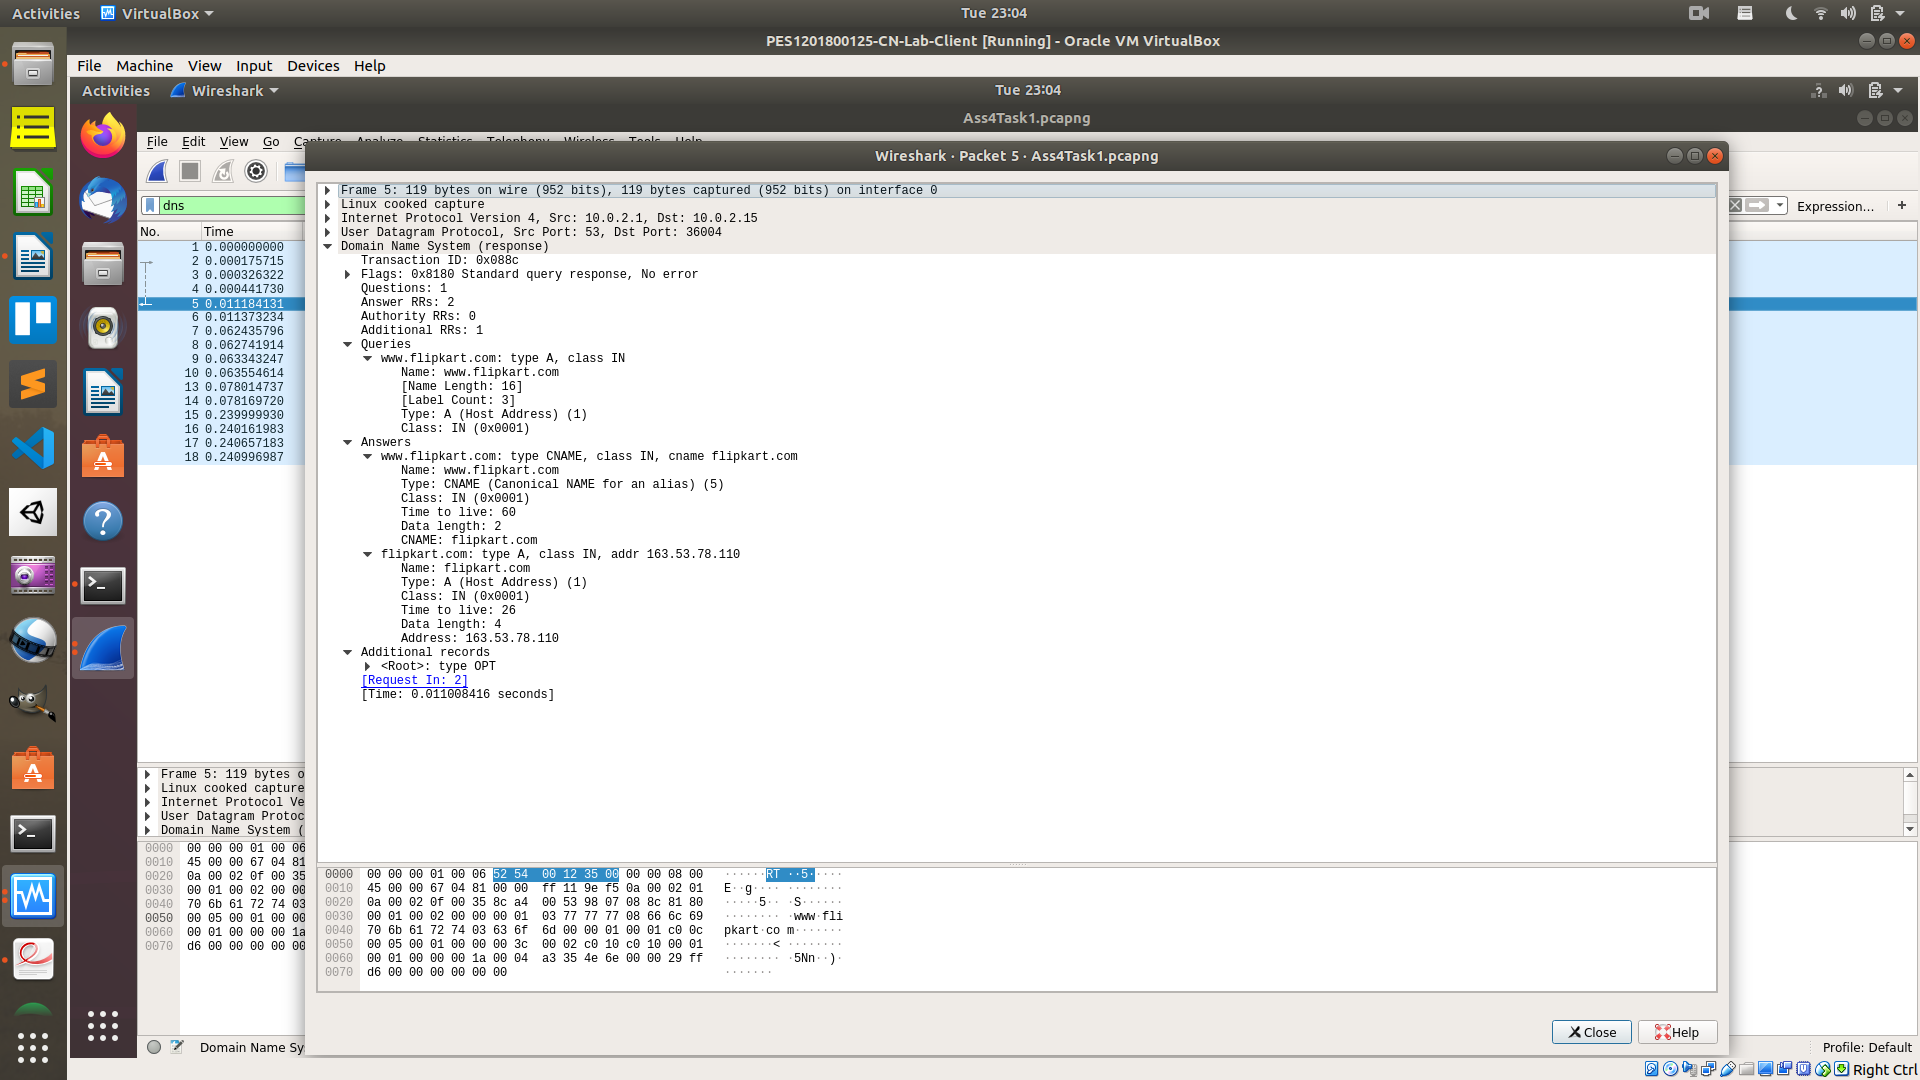 Activities VirtualBox Tue 23:04
PES1201800125-CN-Lab-Client [Running] - Oracle VM VirtualBox
File Machine View Input Devices Help
Activities Wireshark Tue 23:04
Ass4Task1.pcapng
File Edit View Go Capture Analyze Statistics Telephony Wireless Tools Help
Wireshark · Packet 5 · Ass4Task1.pcapng
dns
Expression... +
No. Time
1 0.000000000
2 0.000175715
3 0.000326322
4 0.000441730
5 0.011184131
6 0.011373234
7 0.062435796
8 0.062741914
9 0.063343247
10 0.063554614
13 0.078014737
14 0.078169720
15 0.239999930
16 0.240161983
17 0.240657183
18 0.240996987
Frame 5: 119 bytes on wire (952 bits), 119 bytes captured (952 bits) on interface 0
Linux cooked capture
Internet Protocol Version 4, Src: 10.0.2.1, Dst: 10.0.2.15
User Datagram Protocol, Src Port: 53, Dst Port: 36004
Domain Name System (response)
Transaction ID: 0x088c
Flags: 0x8180 Standard query response, No error
Questions: 1
Answer RRs: 2
Authority RRs: 0
Additional RRs: 1
Queries
www.flipkart.com: type A, class IN
Name: www.flipkart.com
[Name Length: 16]
[Label Count: 3]
Type: A (Host Address) (1)
Class: IN (0x0001)
Answers
www.flipkart.com: type CNAME, class IN, cname flipkart.com
Name: www.flipkart.com
Type: CNAME (Canonical NAME for an alias) (5)
Class: IN (0x0001)
Time to live: 60
Data length: 2
CNAME: flipkart.com
flipkart.com: type A, class IN, addr 163.53.78.110
Name: flipkart.com
Type: A (Host Address) (1)
Class: IN (0x0001)
Time to live: 26
Data length: 4
Address: 163.53.78.110
Additional records
<Root>: type OPT
[Request In: 2]
[Time: 0.011008416 seconds]
Frame 5: 119 bytes o
Linux cooked capture
Internet Protocol Ve
User Datagram Protoc
Domain Name System (
0000 00 00 00 01 00 06
0010 45 00 00 67 04 81
0020 0a 00 02 0f 00 35
0030 00 01 00 02 00 00
0040 70 6b 61 72 74 03
0050 00 05 00 01 00 00
0060 00 01 00 00 00 1a
0070 d6 00 00 00 00 00
0000 00 00 00 01 00 06 52 54 00 12 35 00 00 00 08 00 ······RT ··5·····
0010 45 00 00 67 04 81 00 00 ff 11 9e f5 0a 00 02 01 E··g···· ········
0020 0a 00 02 0f 00 35 8c a4 00 53 98 07 08 8c 81 80 ·····5·· ·S······
0030 00 01 00 02 00 00 00 01 03 77 77 77 08 66 6c 69 ········ ·www·fli
0040 70 6b 61 72 74 03 63 6f 6d 00 00 01 00 01 c0 0c pkart·co m·······
0050 00 05 00 01 00 00 00 3c 00 02 c0 10 c0 10 00 01 ·······< ········
0060 00 01 00 00 00 1a 00 04 a3 35 4e 6e 00 00 29 ff ········ ·5Nn··)·
0070 d6 00 00 00 00 00 00 ·······
Close Help
Domain Name Sy
Profile: Default
Right Ctrl